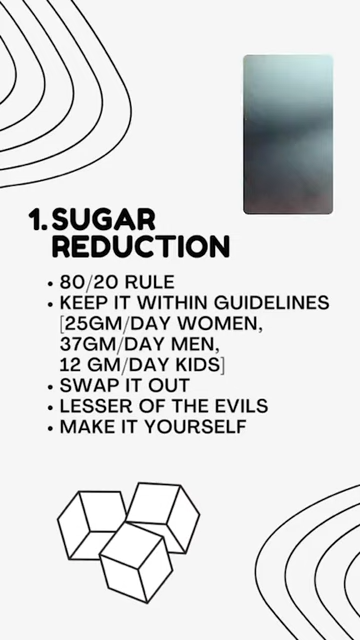 1. SUGAR
REDUCTION
• 80/20 RULE
• KEEP IT WITHIN GUIDELINES
[25GM/DAY WOMEN,
37GM/DAY MEN,
12 GM/DAY KIDS]
• SWAP IT OUT
• LESSER OF THE EVILS
• MAKE IT YOURSELF